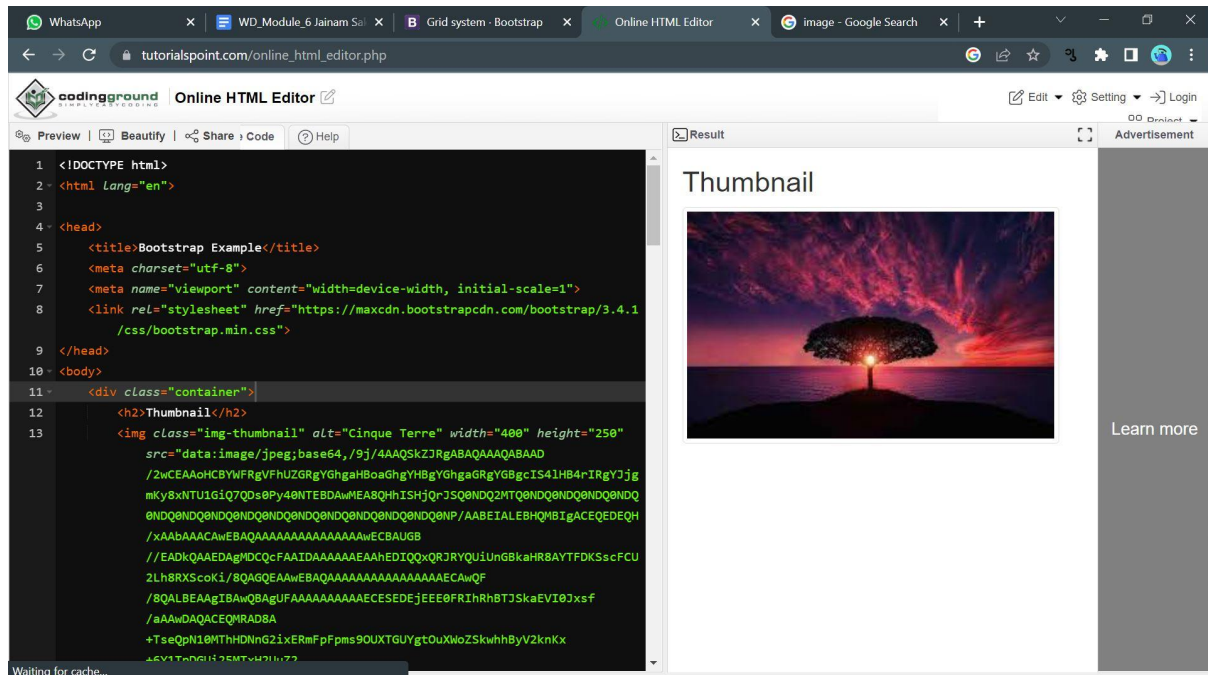 WhatsApp
WD_Module_6 Jainam Sal
B Grid system · Bootstrap
Online HTML Editor
image - Google Search
tutorialspoint.com/online_html_editor.php
codingground
SIMPLYEASYCODING
Online HTML Editor
Edit
Setting
Login
Project
Preview | Beautify | Share Code
Help
Result
Advertisement
1 <!DOCTYPE html>
2 <html Lang="en">
3
4 <head>
5 <title>Bootstrap Example</title>
6 <meta charset="utf-8">
7 <meta name="viewport" content="width=device-width, initial-scale=1">
8 <link rel="stylesheet" href="https://maxcdn.bootstrapcdn.com/bootstrap/3.4.1
/css/bootstrap.min.css">
9 </head>
10 <body>
11 <div class="container">
12 <h2>Thumbnail</h2>
13 <img class="img-thumbnail" alt="Cinque Terre" width="400" height="250"
src="data:image/jpeg;base64,/9j/4AAQSkZJRgABAQAAAQABAAD
/2wCEAAoHCBYWFRgVFhUZGRgYGhgaHBoaGhgYHBgYGhgaGRgYGBgcIS4lHB4rIRgYJjg
mKy8xNTU1GiQ7QDs0Py40NTEBDAwMEA8QHhISHjQrJSQ0NDQ2MTQ0NDQ0NDQ0NDQ0NDQ
0NDQ0NDQ0NDQ0NDQ0NDQ0NDQ0NDQ0NDQ0NDQ0NDQ0NP/AABEIALEBHQMBIgACEQEDEQH
/xAAbAAACAwEBAQAAAAAAAAAAAAAAAwECBAUGB
//EADkQAAEDAgMDCQcFAAIDAAAAAAEAAhEDIQQxQRJRYQUiUnGBkaHR8AYTFDKSscFCU
2Lh8RXScoKi/8QAGQEAAwEBAQAAAAAAAAAAAAAAAAECAwQF
/8QALBEAAgIBAwQBAgUFAAAAAAAAAAECESEDEjEEE0FRIhRhBTJSkaEVI0Jxsf
/aAAwDAQACEQMRAD8A
+TseQpN10MThHDNnG2ixERmFpFpms9OUXTGUYgtOuXWoZSkwhhByV2knKx
Waiting for cache...
Thumbnail
Learn more